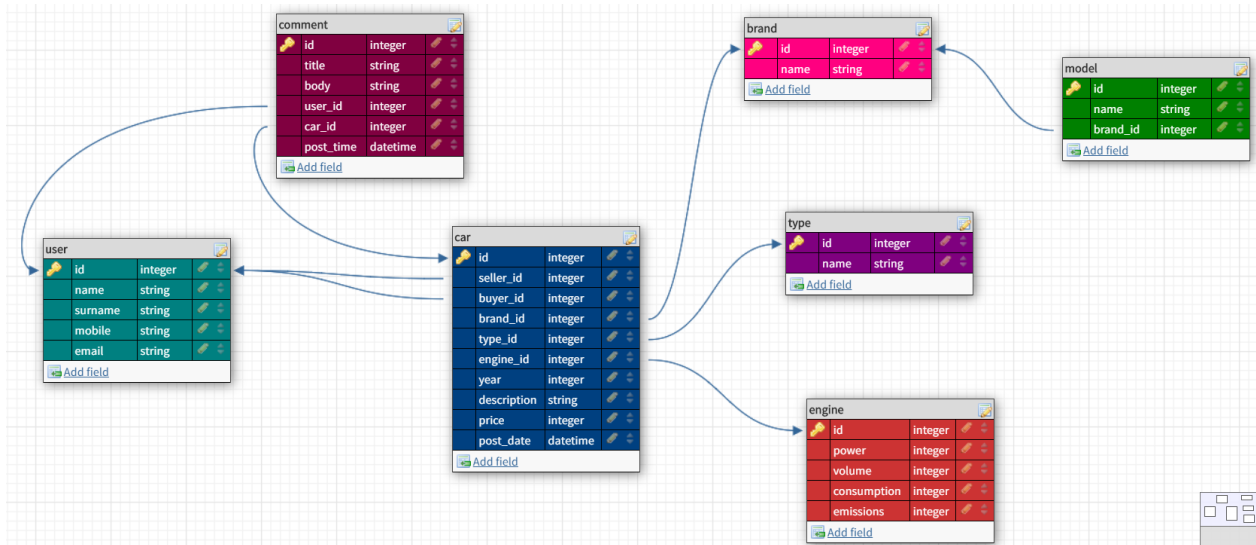 comment
id integer
title string
body string
user_id integer
car_id integer
post_time datetime
Add field
brand
id integer
name string
Add field
model
id integer
name string
brand_id integer
Add field
user
id integer
name string
surname string
mobile string
email string
Add field
car
id integer
seller_id integer
buyer_id integer
brand_id integer
type_id integer
engine_id integer
year integer
description string
price integer
post_date datetime
Add field
type
id integer
name string
Add field
engine
id integer
power integer
volume integer
consumption integer
emissions integer
Add field